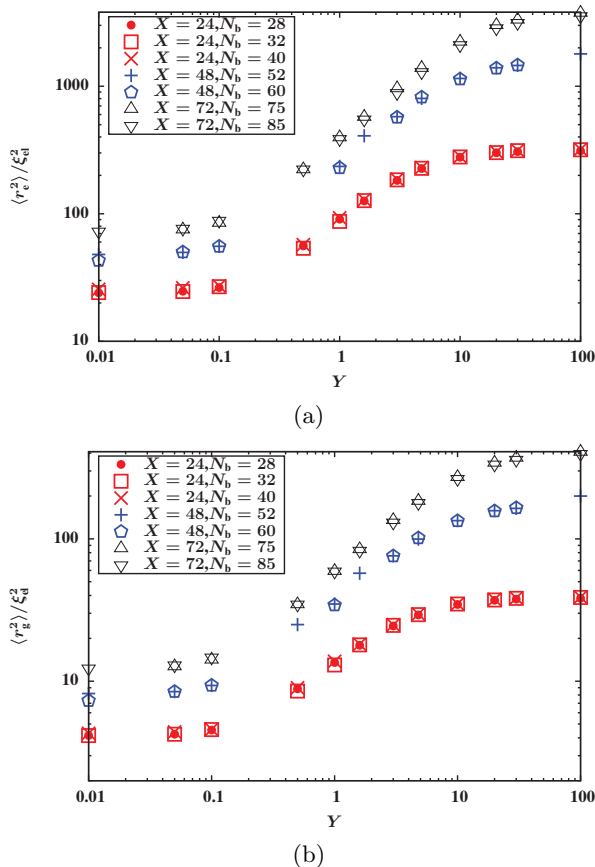 X = 24,N_b = 28
X = 24,N_b = 32
X = 24,N_b = 40
X = 48,N_b = 52
X = 48,N_b = 60
X = 72,N_b = 75
X = 72,N_b = 85
1000
100
10
⟨r_e^2⟩/ξ_el^2
0.01 0.1 1 10 100
Y
(a)
X = 24,N_b = 28
X = 24,N_b = 32
X = 24,N_b = 40
X = 48,N_b = 52
X = 48,N_b = 60
X = 72,N_b = 75
X = 72,N_b = 85
100
10
⟨r_g^2⟩/ξ_el^2
0.01 0.1 1 10 100
Y
(b)